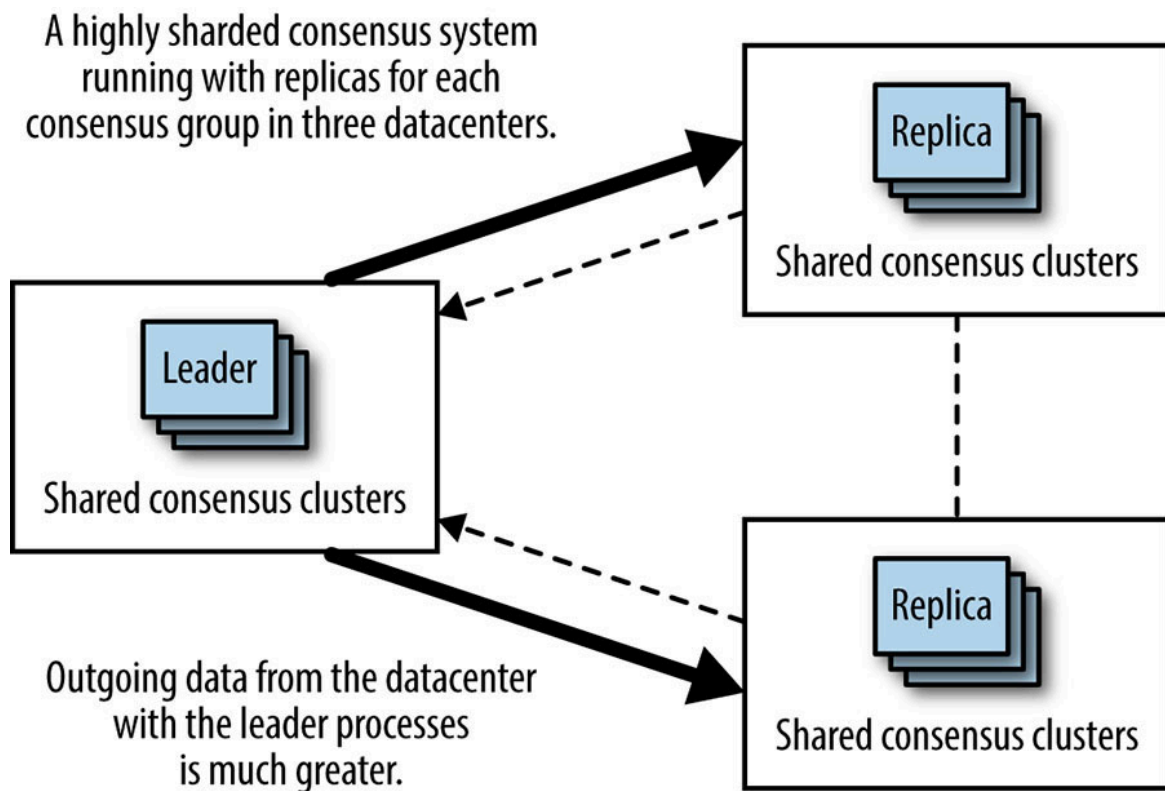 A highly sharded consensus system
running with replicas for each
consensus group in three datacenters.
Replica
Shared consensus clusters
Leader
Shared consensus clusters
Replica
Shared consensus clusters
Outgoing data from the datacenter
with the leader processes
is much greater.